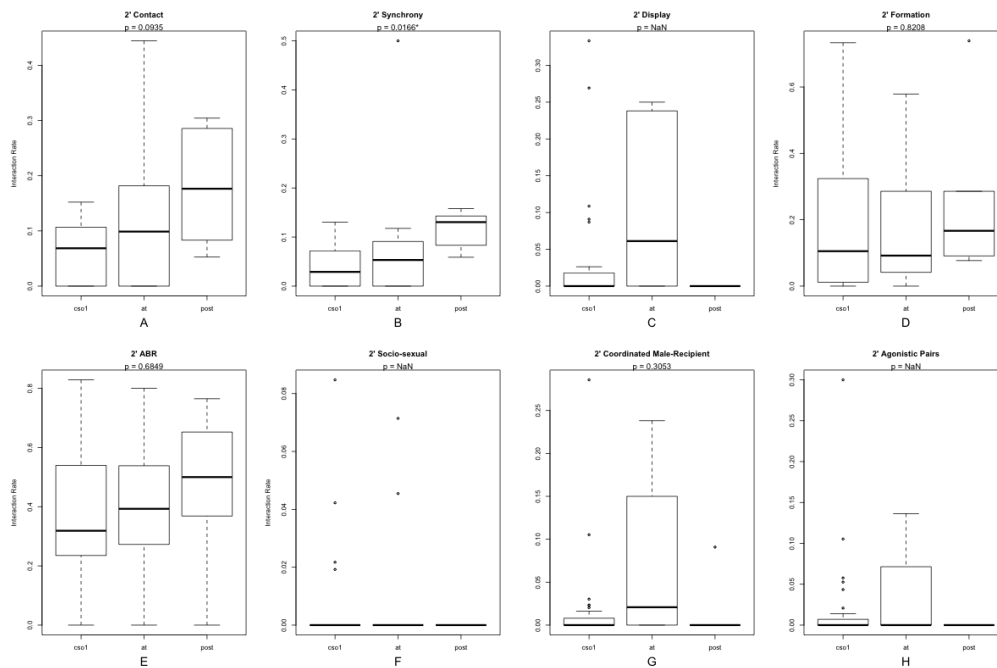 2' Contact
p = 0.0935
Interaction Rate
0.0 0.1 0.2 0.3 0.4
cso1 at post
A
2' Synchrony
p = 0.0166*
0.0 0.1 0.2 0.3 0.4 0.5
cso1 at post
B
2' Display
p = NaN
0.00 0.05 0.10 0.15 0.20 0.25 0.30
cso1 at post
C
2' Formation
p = 0.8208
0.0 0.2 0.4 0.6
cso1 at post
D
2' ABR
p = 0.6849
Interaction Rate
0.0 0.2 0.4 0.6 0.8
cso1 at post
E
2' Socio-sexual
p = NaN
0.00 0.02 0.04 0.06 0.08
cso1 at post
F
2' Coordinated Male-Recipient
p = 0.3053
0.00 0.05 0.10 0.15 0.20 0.25
cso1 at post
G
2' Agonistic Pairs
p = NaN
0.00 0.05 0.10 0.15 0.20 0.25 0.30
cso1 at post
H